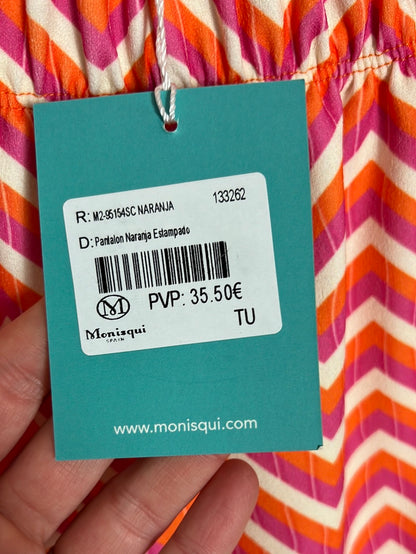 R: M2-95154SC NARANJA 133262
D: Pantalon Naranja Estampado
M
PVP: 35.50€
Monisqui
SPAIN
TU
www.monisqui.com